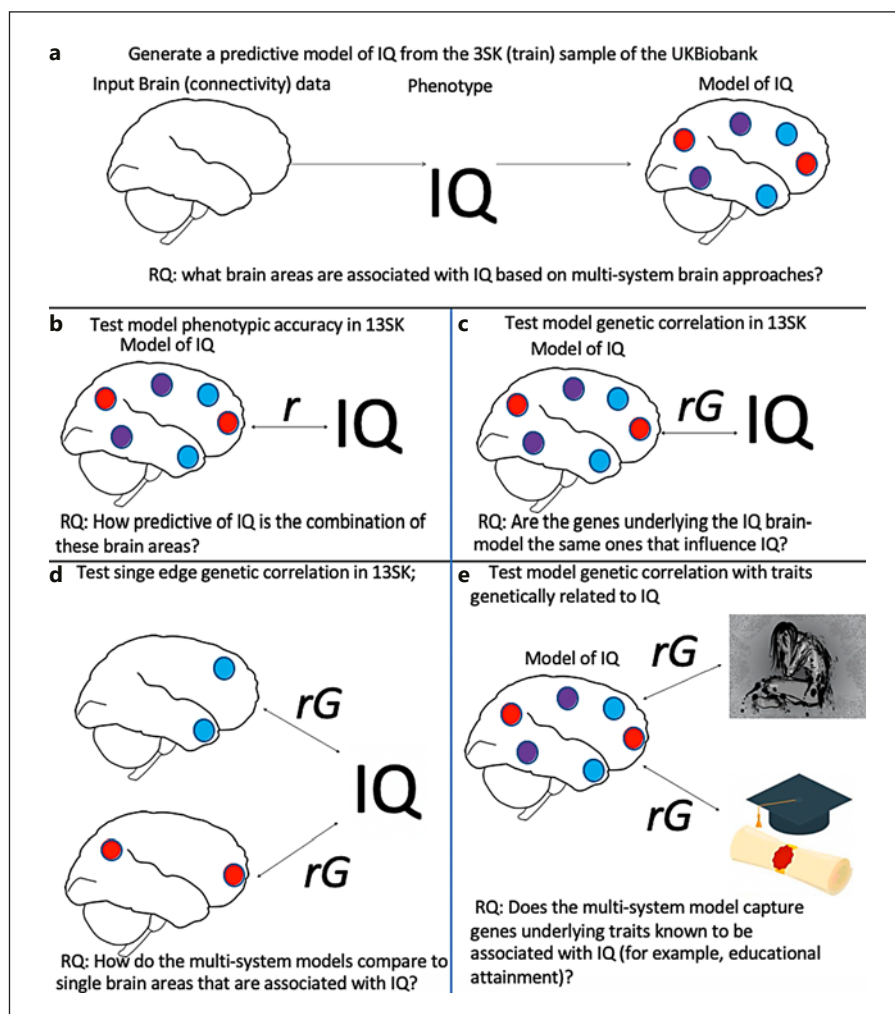 a Generate a predictive model of IQ from the 3SK (train) sample of the UKBiobank
Input Brain (connectivity) data Phenotype Model of IQ
IQ
RQ: what brain areas are associated with IQ based on multi-system brain approaches?
b Test model phenotypic accuracy in 13SK
Model of IQ
r IQ
RQ: How predictive of IQ is the combination of
these brain areas?
c Test model genetic correlation in 13SK
Model of IQ
rG IQ
RQ: Are the genes underlying the IQ brain-
model the same ones that influence IQ?
d Test singe edge genetic correlation in 13SK;
rG
IQ
rG
RQ: How do the multi-system models compare to
single brain areas that are associated with IQ?
e Test model genetic correlation with traits
genetically related to IQ
Model of IQ rG
rG
RQ: Does the multi-system model capture
genes underlying traits known to be
associated with IQ (for example, educational
attainment)?